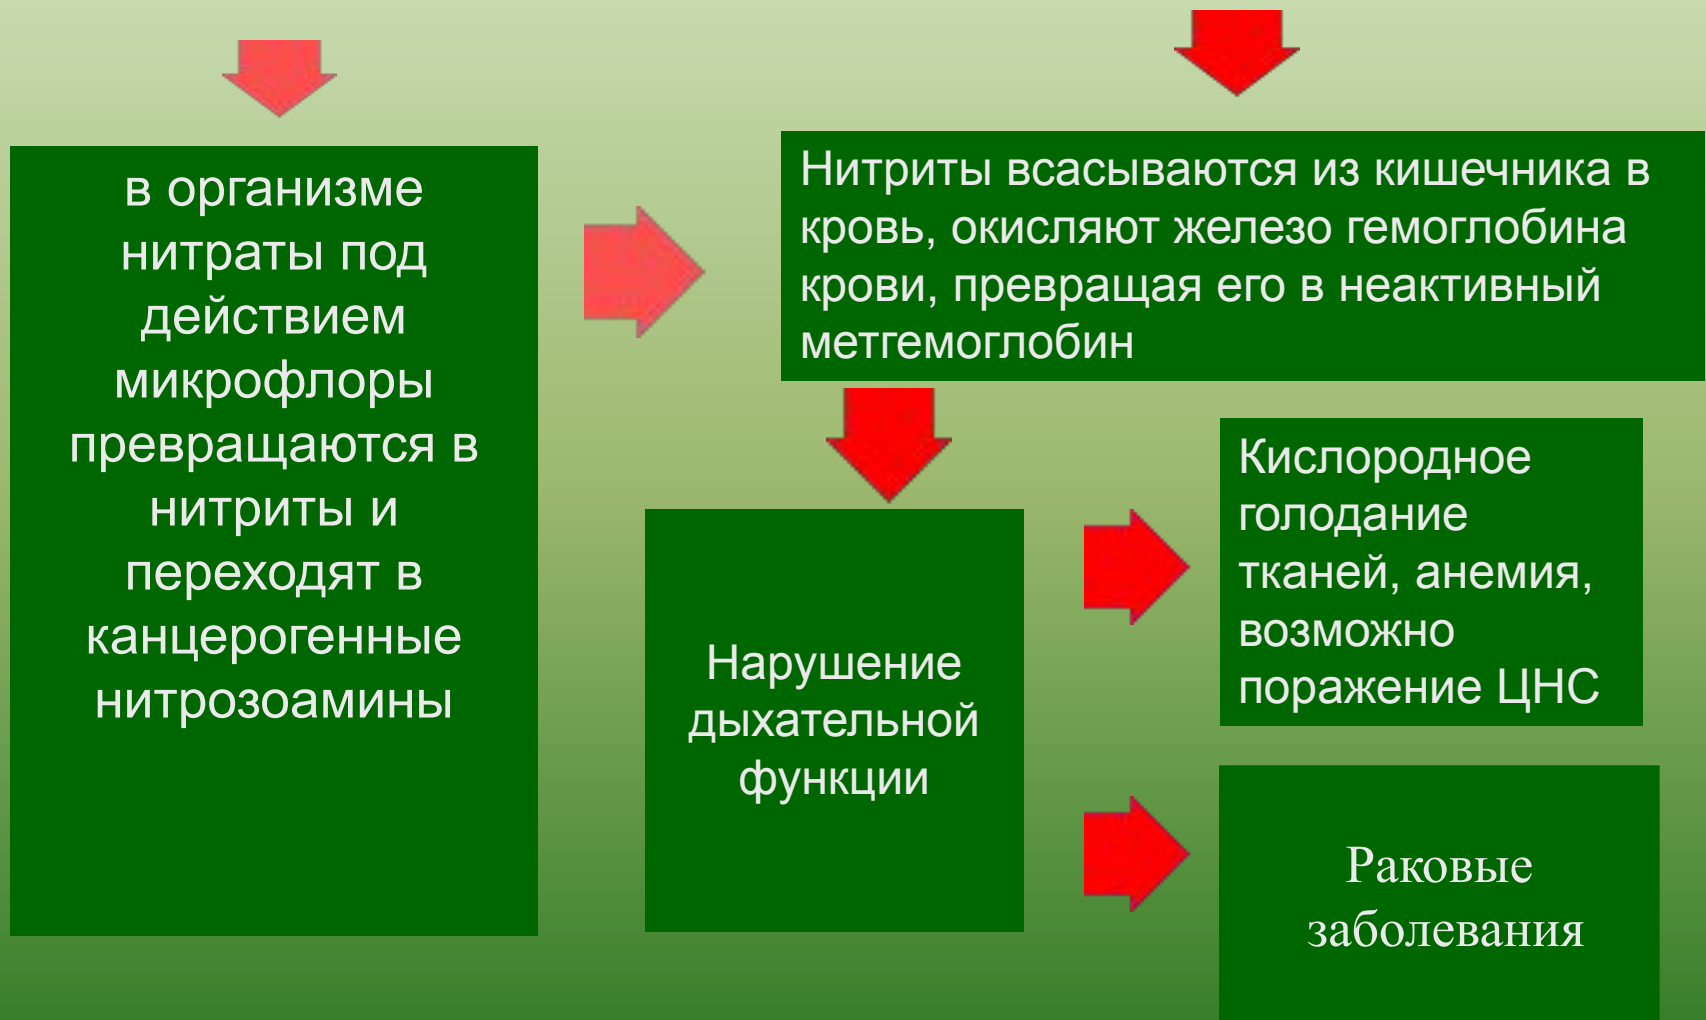 в организме
нитраты под
действием
микрофлоры
превращаются в
нитриты и
переходят в
канцерогенные
нитрозоамины
Нитриты всасываются из кишечника в
кровь, окисляют железо гемоглобина
крови, превращая его в неактивный
метгемоглобин
Нарушение
дыхательной
функции
Кислородное
голодание
тканей, анемия,
возможно
поражение ЦНС
Раковые
заболевания